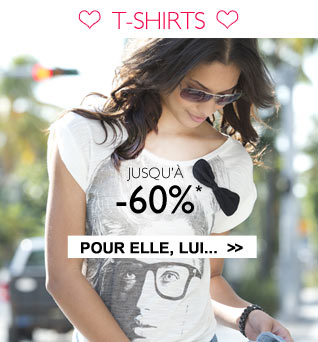 ♡ T-SHIRTS ♡
JUSQU'À
-60%*
POUR ELLE, LUI... >>